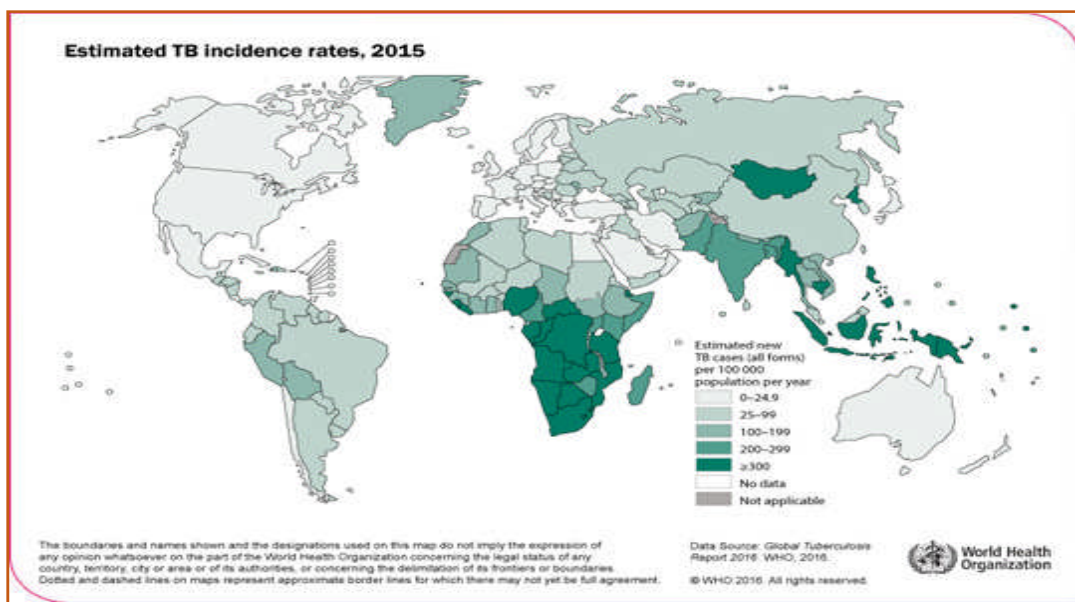 Estimated TB incidence rates, 2015
Estimated new
TB cases (all forms)
per 100 000
population per year
0–24.9
25–99
100–199
200–299
≥300
No data
Not applicable
The boundaries and names shown and the designations used on this map do not imply the expression of
any opinion whatsoever on the part of the World Health Organization concerning the legal status of any
country, territory, city or area or of its authorities, or concerning the delimitation of its frontiers or boundaries.
Dotted and dashed lines on maps represent approximate border lines for which there may not yet be full agreement.
Data Source: Global Tuberculosis
Report 2016. WHO, 2016.
© WHO 2016. All rights reserved.
World Health
Organization